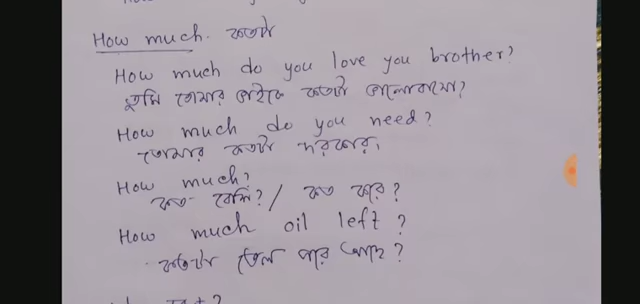 How much. কতটা
How much do you love you brother?
তুমি তোমার ভাইকে কতটা ভালোবাসো?
How much do you need?
তোমার কতটা দরকার।
How much?
কত বেশি? / কত করে?
How much oil left?
কতটা তেল পরে আছে?